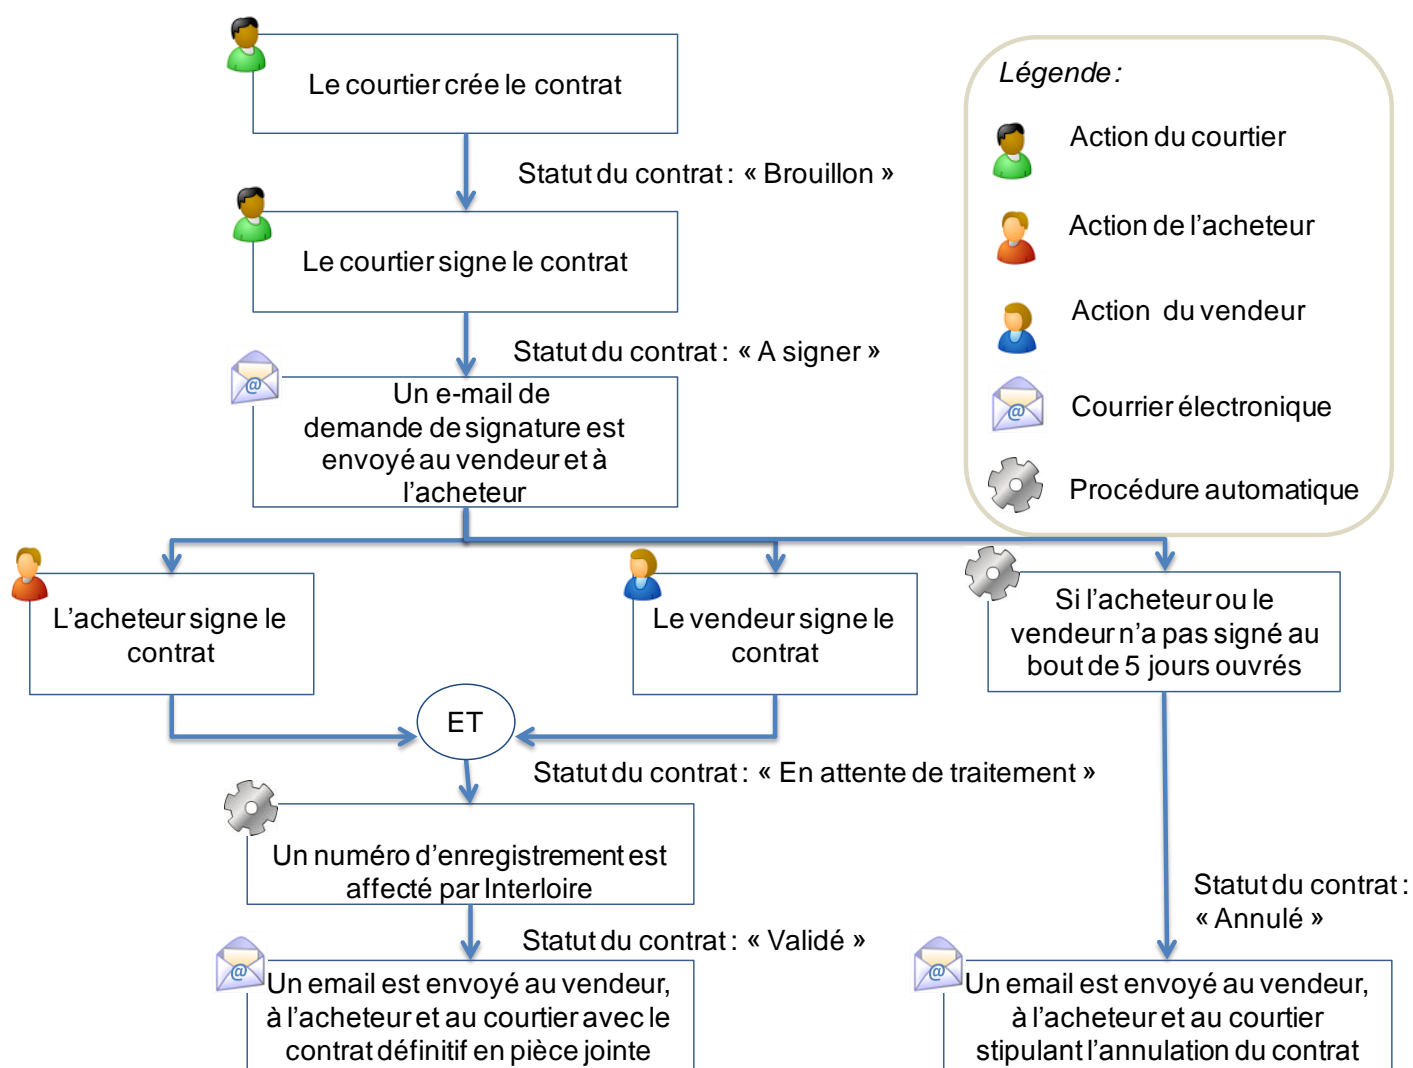 Le courtier crée le contrat
Statut du contrat : « Brouillon »
Le courtier signe le contrat
Statut du contrat : « A signer »
Un e-mail de
demande de signature est
envoyé au vendeur et à
l’acheteur
Légende :
Action du courtier
Action de l’acheteur
Action du vendeur
@
Courrier électronique
Procédure automatique
@
L’acheteur signe le
contrat
Le vendeur signe le
contrat
Si l’acheteur ou le
vendeur n’a pas signé au
bout de 5 jours ouvrés
ET
Statut du contrat : « En attente de traitement »
Un numéro d’enregistrement est
affecté par Interloire
Statut du contrat : « Validé »
@
Un email est envoyé au vendeur,
à l’acheteur et au courtier avec le
contrat définitif en pièce jointe
Statut du contrat :
« Annulé »
@
Un email est envoyé au vendeur,
à l’acheteur et au courtier
stipulant l’annulation du contrat